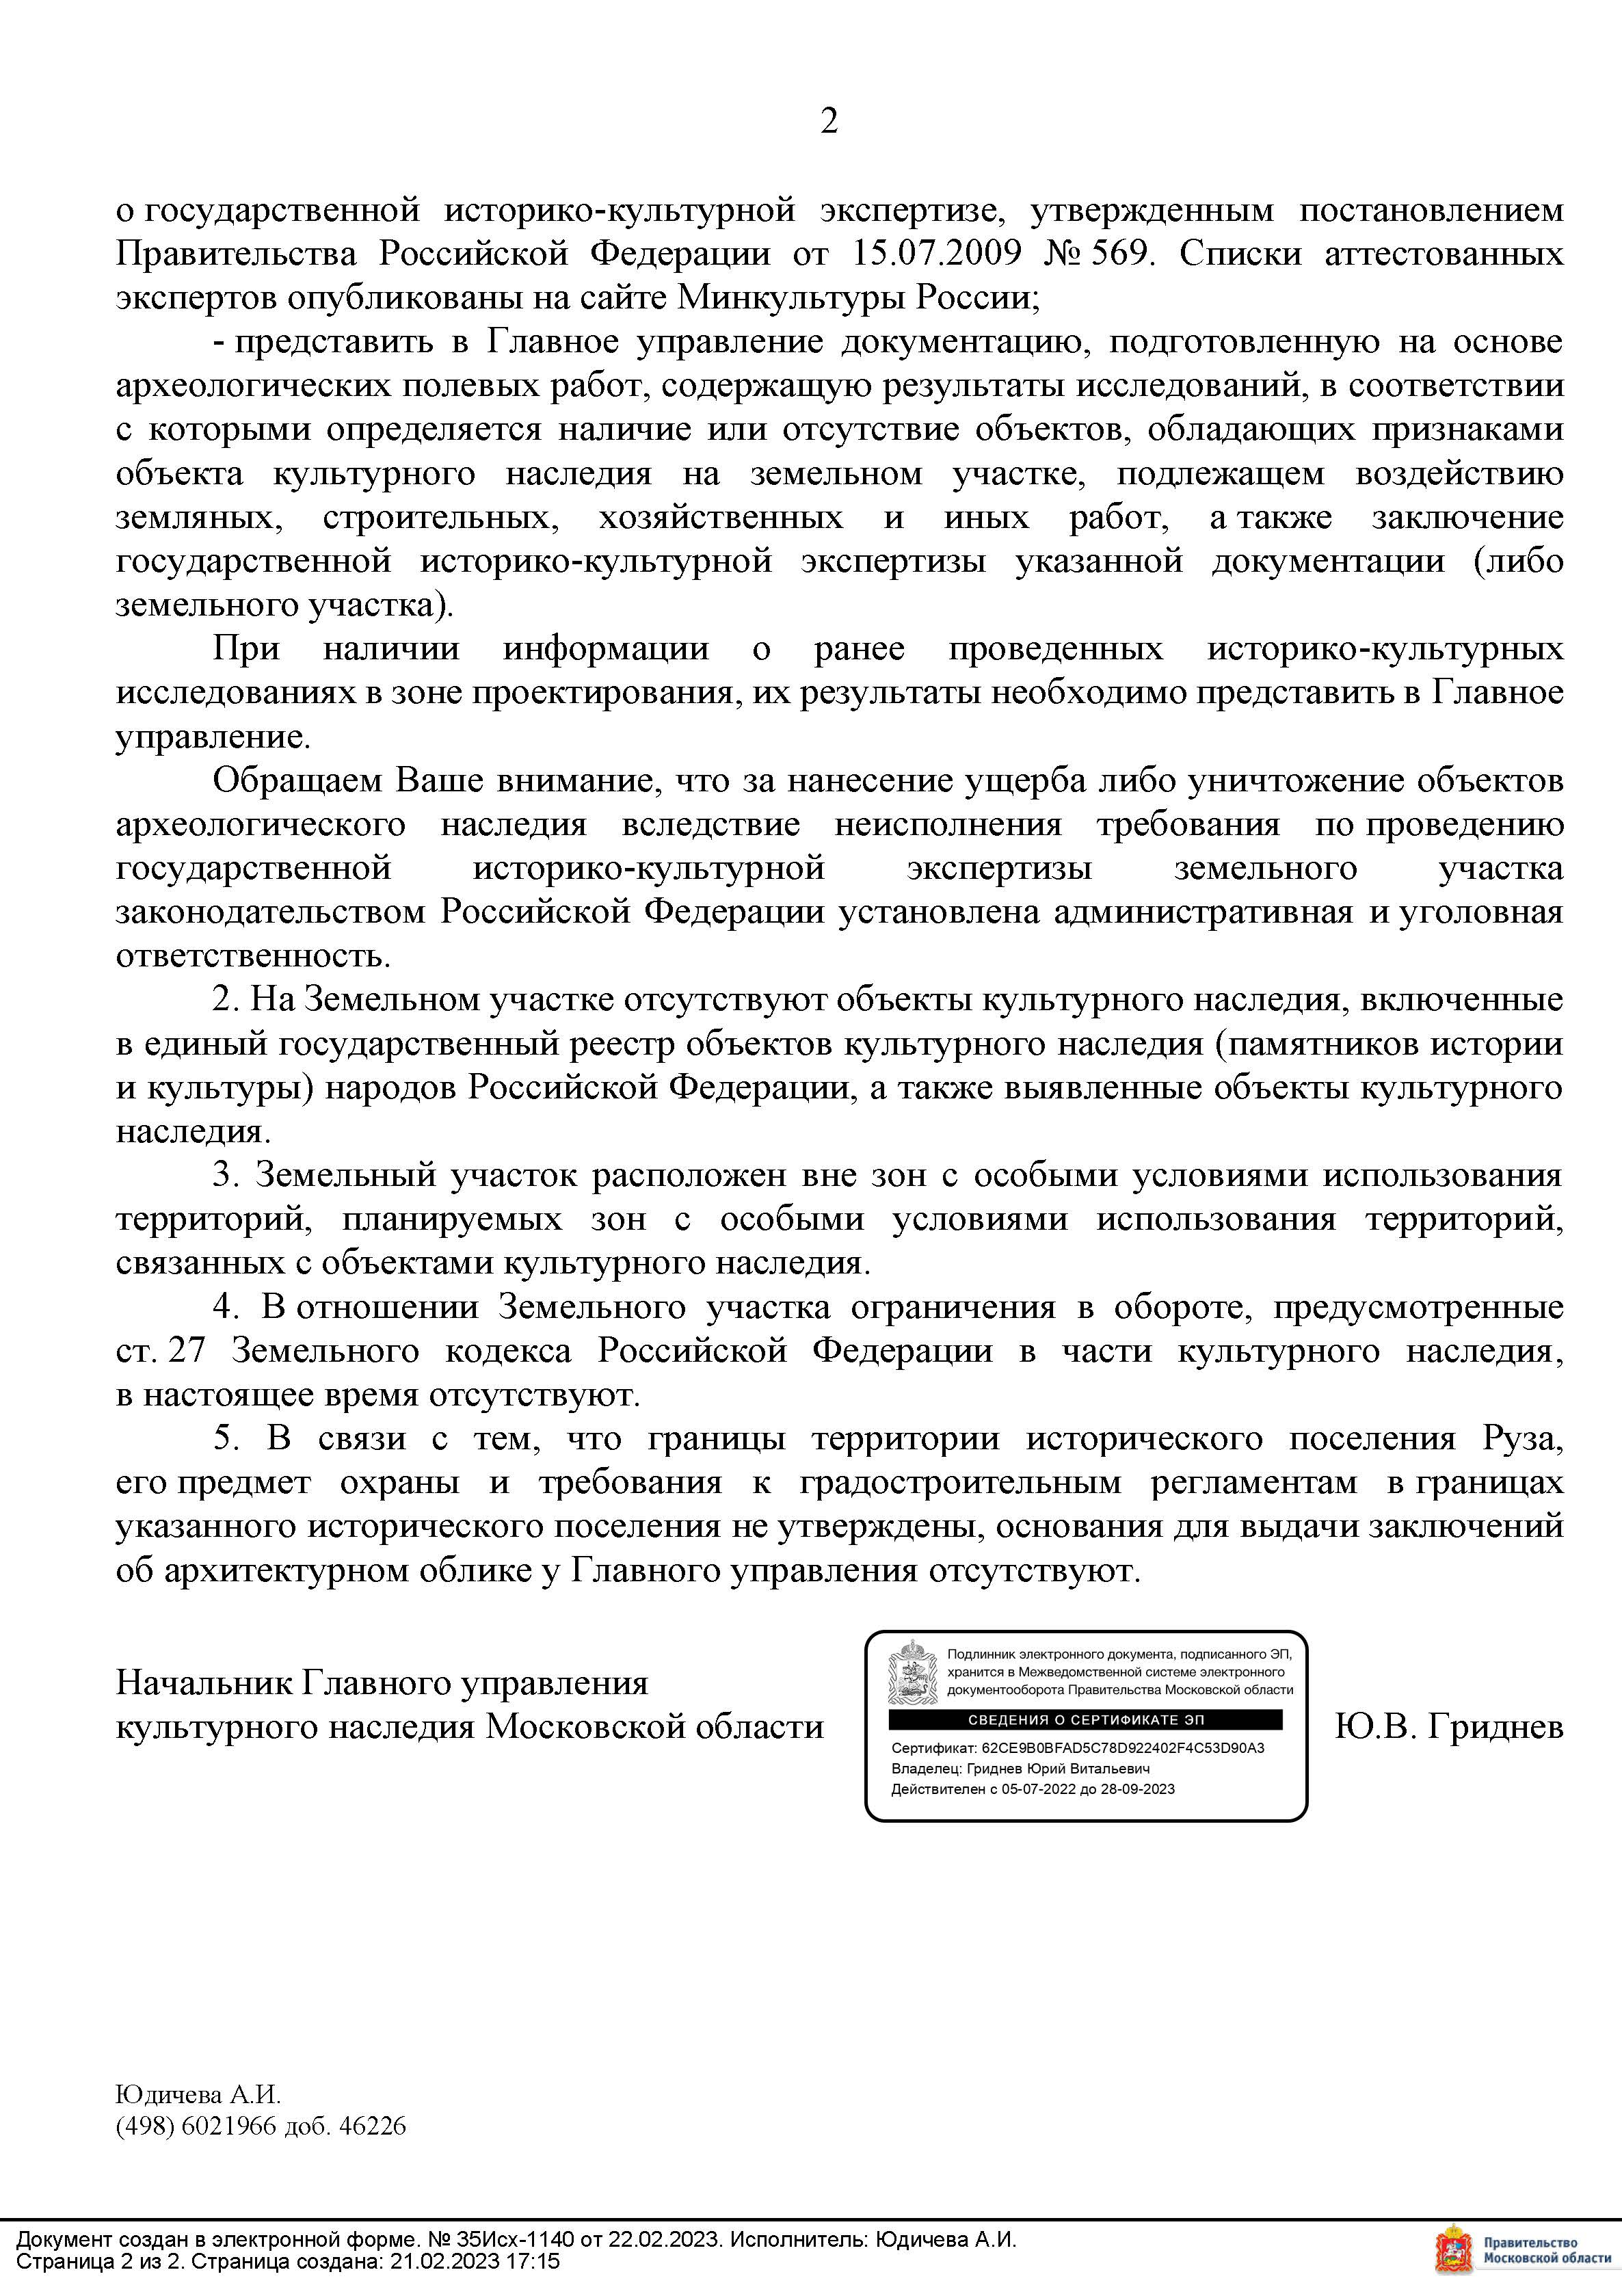 2
о государственной историко-культурной экспертизе, утвержденным постановлением
Правительства Российской Федерации от 15.07.2009 № 569. Списки аттестованных
экспертов опубликованы на сайте Минкультуры России;
- представить в Главное управление документацию, подготовленную на основе
археологических полевых работ, содержащую результаты исследований, в соответствии
с которыми определяется наличие или отсутствие объектов, обладающих признаками
объекта культурного наследия на земельном участке, подлежащем воздействию
земляных, строительных, хозяйственных и иных работ, а также заключение
государственной историко-культурной экспертизы указанной документации (либо
земельного участка).
При наличии информации о ранее проведенных историко-культурных
исследованиях в зоне проектирования, их результаты необходимо представить в Главное
управление.
Обращаем Ваше внимание, что за нанесение ущерба либо уничтожение объектов
археологического наследия вследствие неисполнения требования по проведению
государственной историко-культурной экспертизы земельного участка
законодательством Российской Федерации установлена административная и уголовная
ответственность.
2. На Земельном участке отсутствуют объекты культурного наследия, включенные
в единый государственный реестр объектов культурного наследия (памятников истории
и культуры) народов Российской Федерации, а также выявленные объекты культурного
наследия.
3. Земельный участок расположен вне зон с особыми условиями использования
территорий, планируемых зон с особыми условиями использования территорий,
связанных с объектами культурного наследия.
4. В отношении Земельного участка ограничения в обороте, предусмотренные
ст. 27 Земельного кодекса Российской Федерации в части культурного наследия,
в настоящее время отсутствуют.
5. В связи с тем, что границы территории исторического поселения Руза,
его предмет охраны и требования к градостроительным регламентам в границах
указанного исторического поселения не утверждены, основания для выдачи заключений
об архитектурном облике у Главного управления отсутствуют.
Начальник Главного управления
культурного наследия Московской области
Подлинник электронного документа, подписанного ЭП,
хранится в Межведомственной системе электронного
документооборота Правительства Московской области
СВЕДЕНИЯ О СЕРТИФИКАТЕ ЭП
Сертификат: 62CE9B0BFAD5C78D922402F4C53D90A3
Владелец: Гриднев Юрий Витальевич
Действителен с 05-07-2022 до 28-09-2023
Ю.В. Гриднев
Юдичева А.И.
(498) 6021966 доб. 46226
Документ создан в электронной форме. № 35Исх-1140 от 22.02.2023. Исполнитель: Юдичева А.И.
Страница 2 из 2. Страница создана: 21.02.2023 17:15
Правительство
Московской области